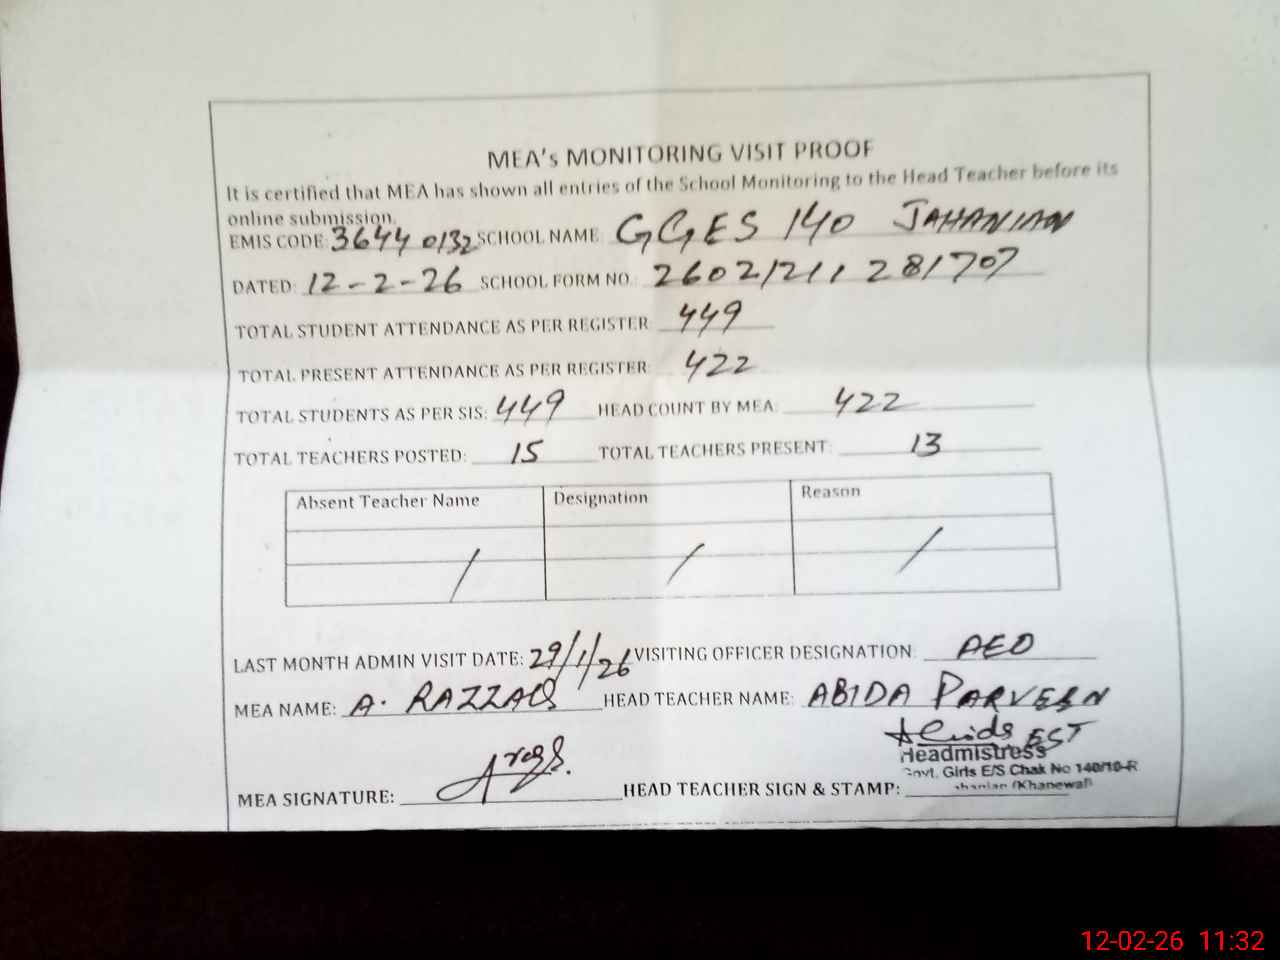 MEA's MONITORING VISIT PROOF
It is certified that MEA has shown all entries of the School Monitoring to the Head Teacher before its
online submission.
EMIS CODE: 36440132 SCHOOL NAME GGES 140 JAHANIAN
DATED: 12-2-26 SCHOOL FORM NO.: 26021211281707
TOTAL STUDENT ATTENDANCE AS PER REGISTER: 449
TOTAL PRESENT ATTENDANCE AS PER REGISTER: 422
TOTAL STUDENTS AS PER SIS: 449 HEAD COUNT BY MEA: 422
TOTAL TEACHERS POSTED: 15 TOTAL TEACHERS PRESENT: 13
Absent Teacher Name Designation Reason
/ / /
LAST MONTH ADMIN VISIT DATE: 29/1/26 VISITING OFFICER DESIGNATION: AEO
MEA NAME: A. RAZZAQ HEAD TEACHER NAME: ABIDA PARVEEN
Abida EST
Headmistress
Govt. Girls E/S Chak No 140/10-R
(Khanewal)
MEA SIGNATURE: HEAD TEACHER SIGN & STAMP:
12-02-26 11:32